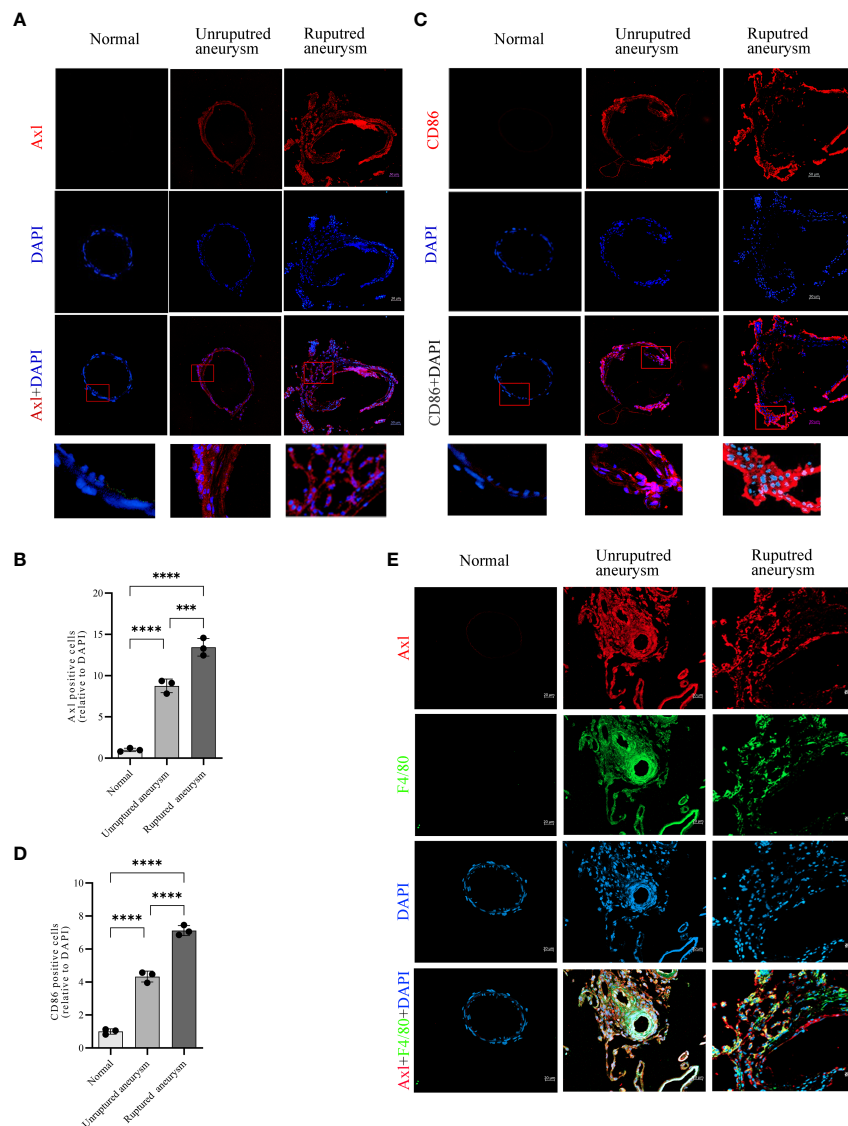 A
Normal
Unruputred
aneurysm
Ruputred
aneurysm
Axl
DAPI
Axl+DAPI
C
Normal
Unruputred
aneurysm
Ruputred
aneurysm
CD86
DAPI
CD86+DAPI
B
Axl positive cells
(relative to DAPI)
20
15
10
5
0
****
****
***
Normal
Unruptured aneurysm
Ruptured aneurysm
D
CD86 positive cells
(relative to DAPI)
10
8
6
4
2
0
****
****
****
Normal
Unruptured aneurysm
Ruptured aneurysm
E
Normal
Unruputred
aneurysm
Ruputred
aneurysm
Axl
F4/80
DAPI
Axl+F4/80+DAPI